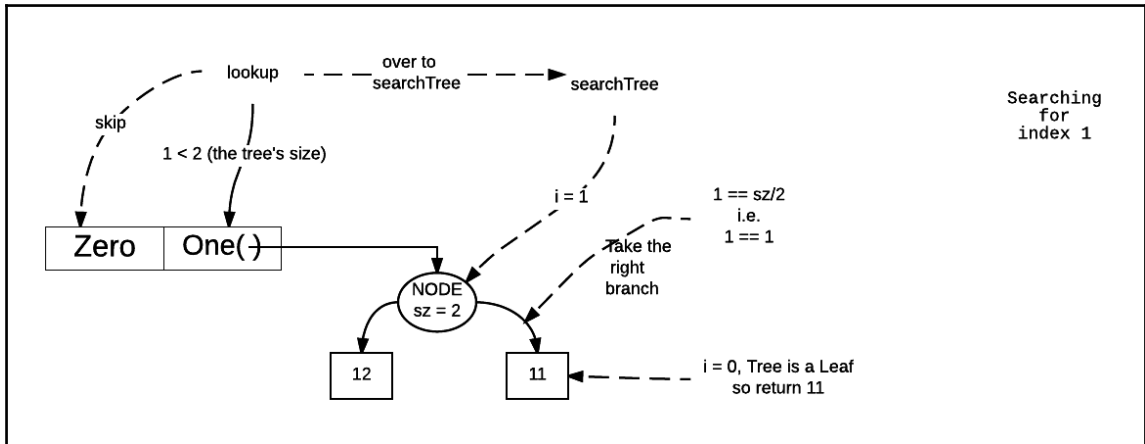 lookup
over to
searchTree
searchTree
Searching
for
index 1
skip
1 < 2 (the tree's size)
i = 1
1 == sz/2
i.e.
1 == 1
Zero
One( )
Take the
right
branch
NODE
sz = 2
12
11
i = 0, Tree is a Leaf
so return 11